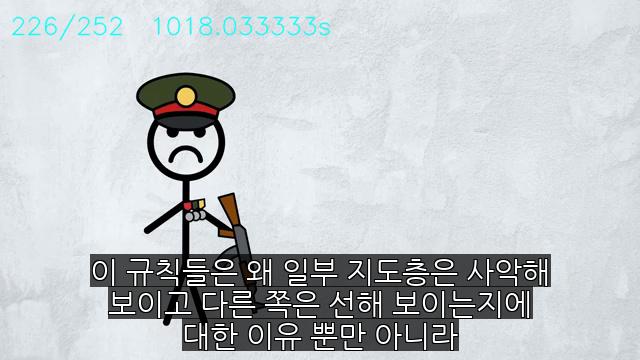 226/252 1018.033333s
이 규칙들은 왜 일부 지도층은 사악해
보이고 다른 쪽은 선해 보이는지에
대한 이유 뿐만 아니라